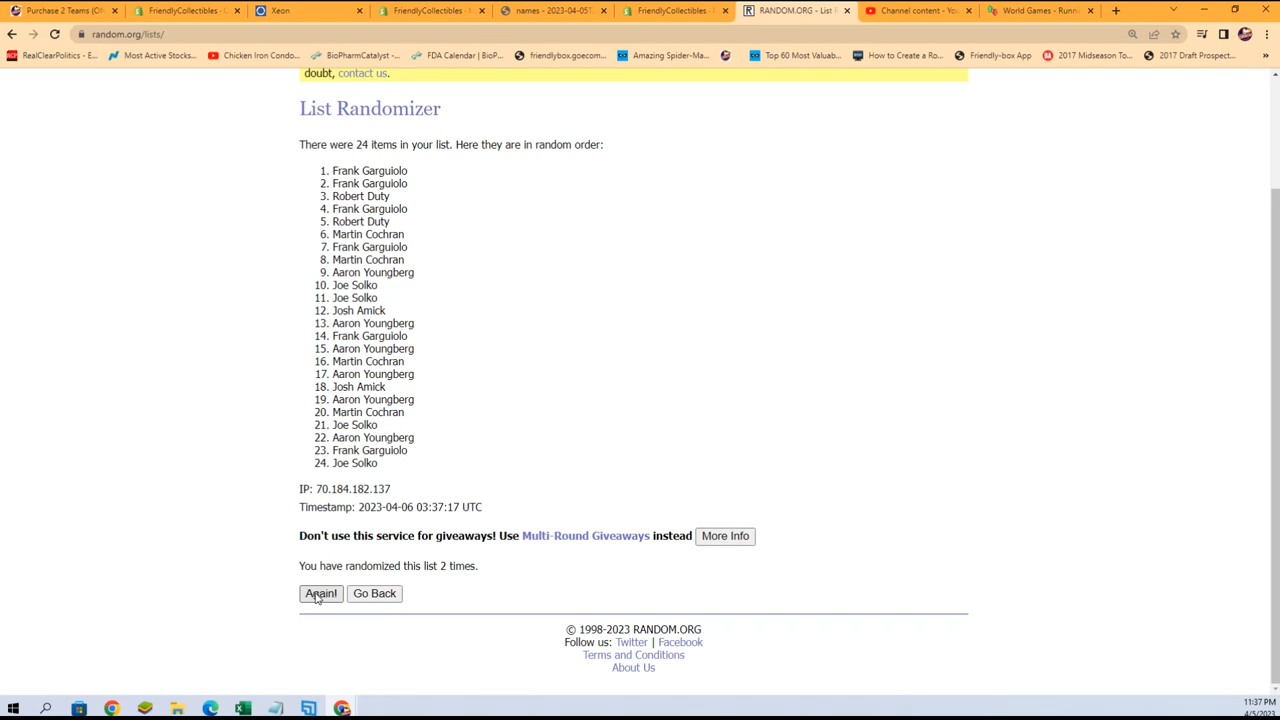 Purchase 2 Teams (O
FriendlyCollectibles -
Xeon
FriendlyCollectibles - M
names - 2023-04-05T
FriendlyCollectibles -
RANDOM.ORG - List R
Channel content - You
World Games - Runn
random.org/lists/
RealClearPolitics - E...
Most Active Stocks...
Chicken Iron Condo...
BioPharmCatalyst -...
FDA Calendar | BioP...
friendlybox.goecom...
Amazing Spider-Ma...
Top 60 Most Valuab...
How to Create a Ro...
Friendly-box App
2017 Midseason To...
2017 Draft Prospect...
doubt, contact us.
List Randomizer
There were 24 items in your list. Here they are in random order:
1. Frank Garguiolo
2. Frank Garguiolo
3. Robert Duty
4. Frank Garguiolo
5. Robert Duty
6. Martin Cochran
7. Frank Garguiolo
8. Martin Cochran
9. Aaron Youngberg
10. Joe Solko
11. Joe Solko
12. Josh Amick
13. Aaron Youngberg
14. Frank Garguiolo
15. Aaron Youngberg
16. Martin Cochran
17. Aaron Youngberg
18. Josh Amick
19. Aaron Youngberg
20. Martin Cochran
21. Joe Solko
22. Aaron Youngberg
23. Frank Garguiolo
24. Joe Solko
IP: 70.184.182.137
Timestamp: 2023-04-06 03:37:17 UTC
Don't use this service for giveaways! Use Multi-Round Giveaways instead More Info
You have randomized this list 2 times.
Again! Go Back
© 1998-2023 RANDOM.ORG
Follow us: Twitter | Facebook
Terms and Conditions
About Us
11:37 PM
4/5/2023